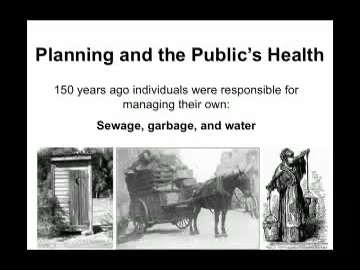 Planning and the Public's Health
150 years ago individuals were responsible for
managing their own:
Sewage, garbage, and water